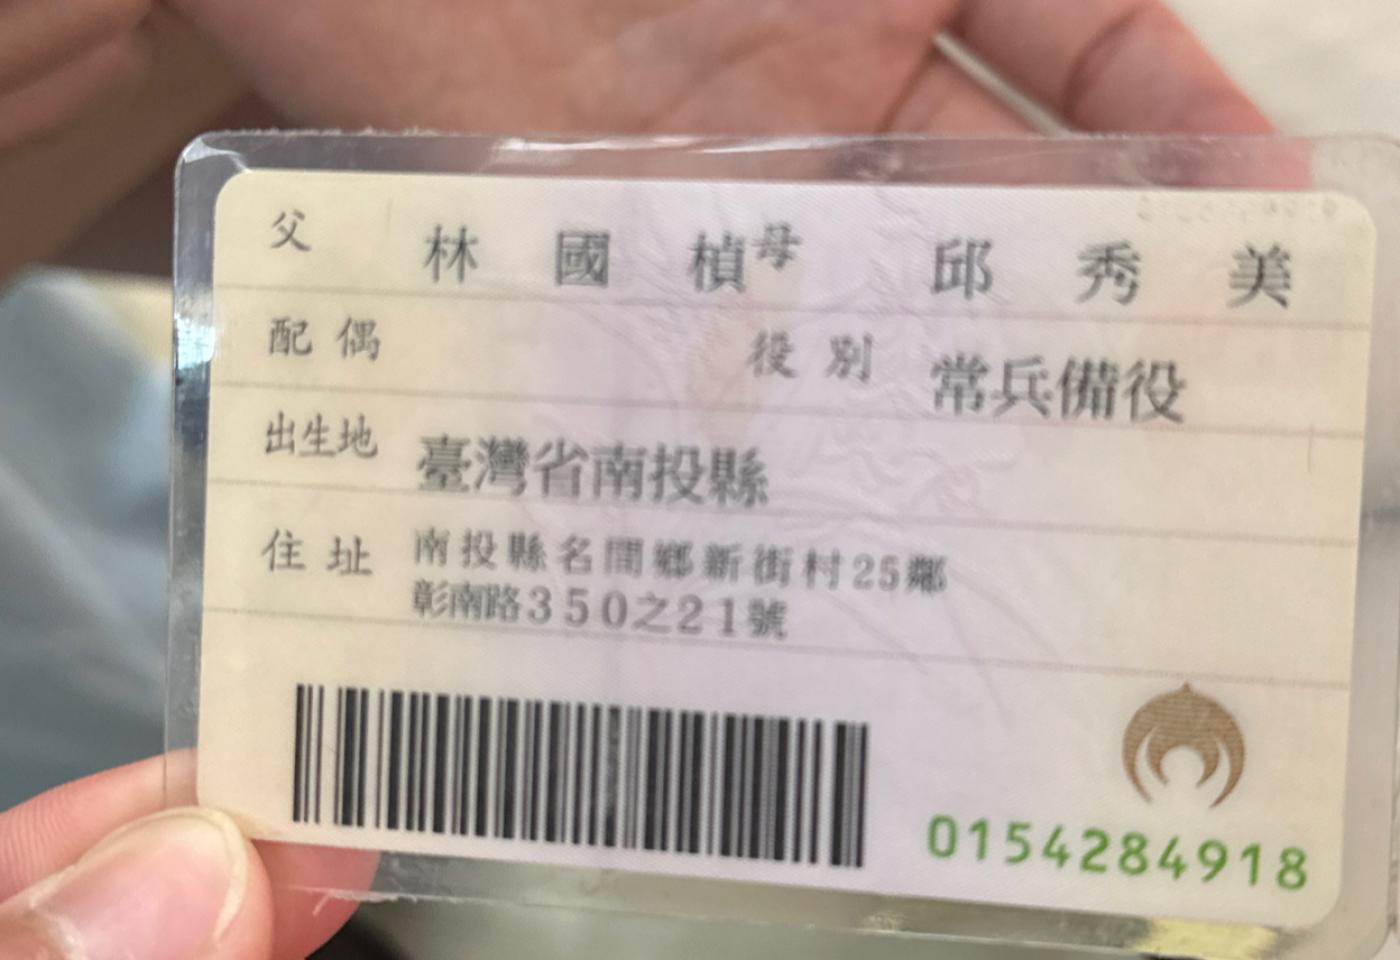 父 林國楨 母 邱秀美
配偶 役別 常兵備役
出生地 臺灣省南投縣
住址 南投縣名間鄉新街村25鄰
彰南路350之21號
0154284918